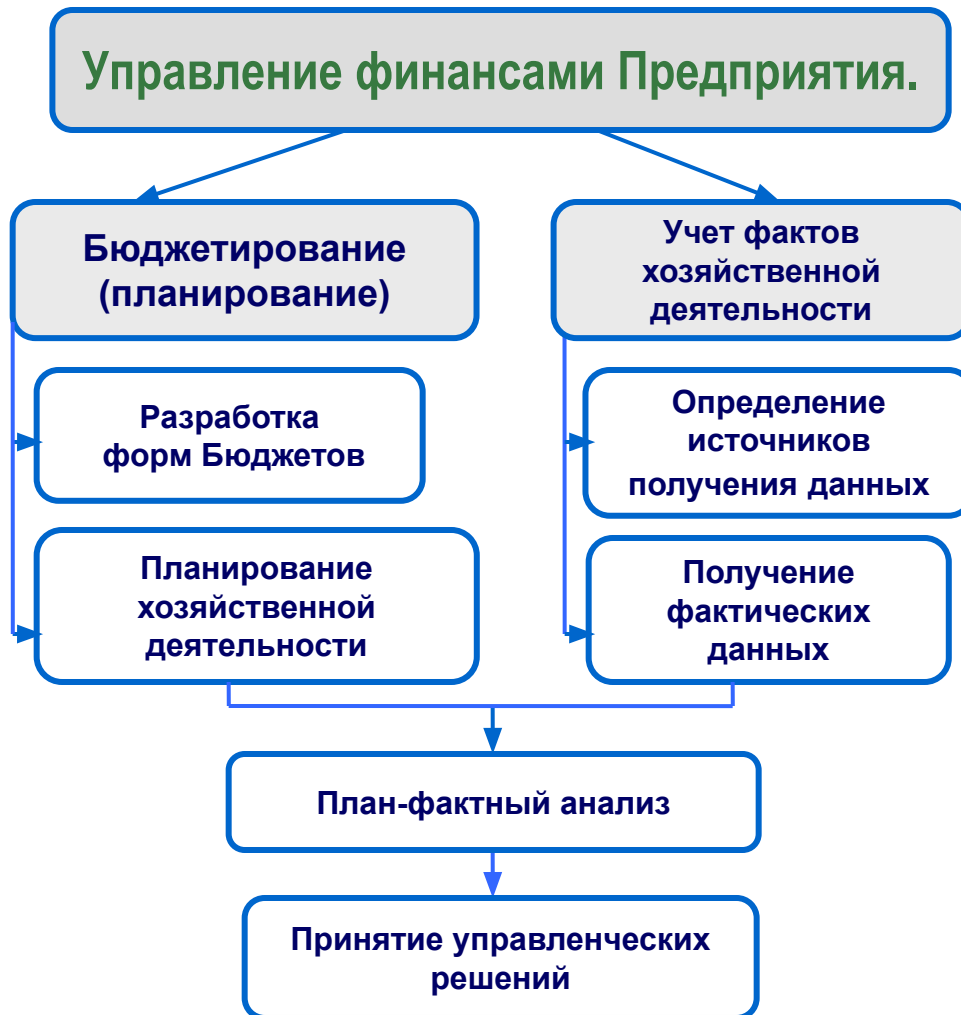 Управление финансами Предприятия.
Бюджетирование
(планирование)
Учет фактов
хозяйственной
деятельности
Разработка
форм Бюджетов
Определение
источников
получения данных
Планирование
хозяйственной
деятельности
Получение
фактических
данных
План-фактный анализ
Принятие управленческих
решений